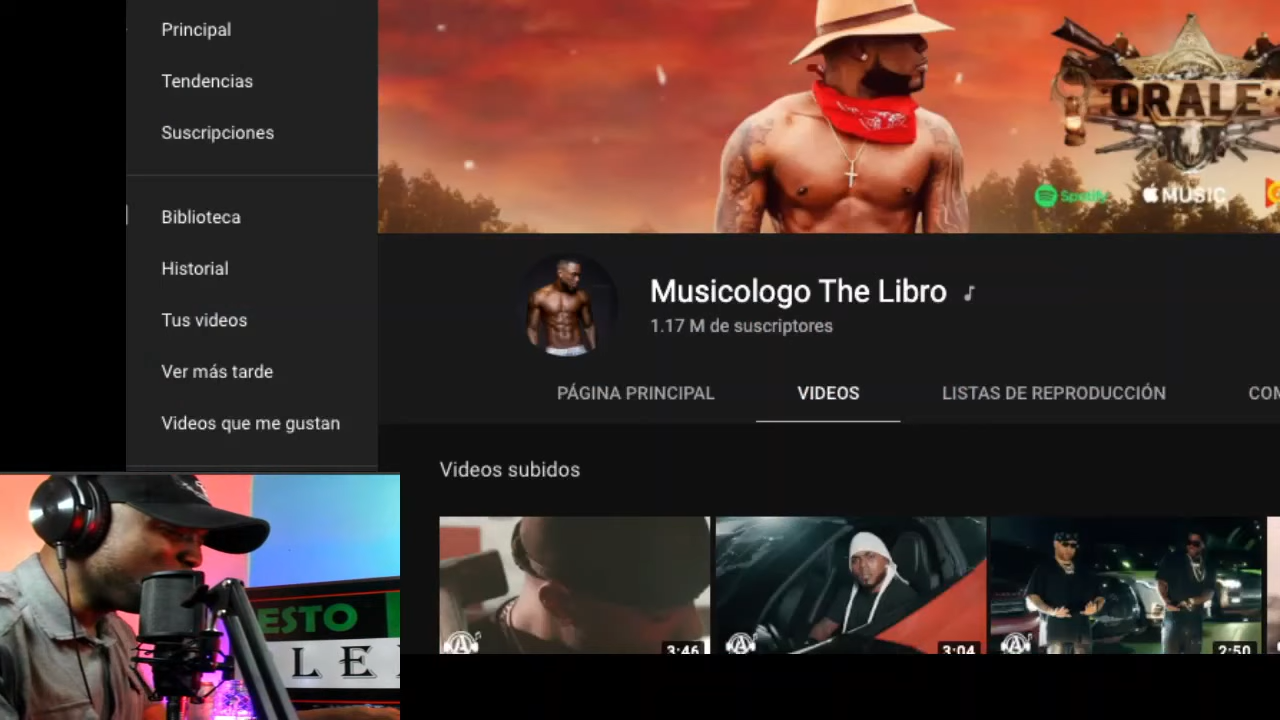 Principal
Tendencias
Suscripciones
Biblioteca
Historial
Tus videos
Ver más tarde
Videos que me gustan
ORALE
Spotify
MUSIC
Musicologo The Libro
1.17 M de suscriptores
PÁGINA PRINCIPAL
VIDEOS
LISTAS DE REPRODUCCIÓN
COM
Videos subidos
3:46
3:04
2:50
ESTO
LE